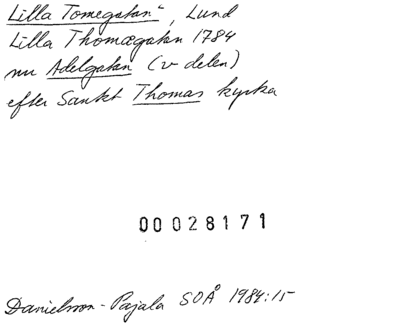 Lilla Tomegatan", Lund
Lilla Thomægatan 1784
nu Adelgatan (v delen)
efter Sankt Thomas kyrka
00028171
Danielsson-Pajala SOÅ 1984:15